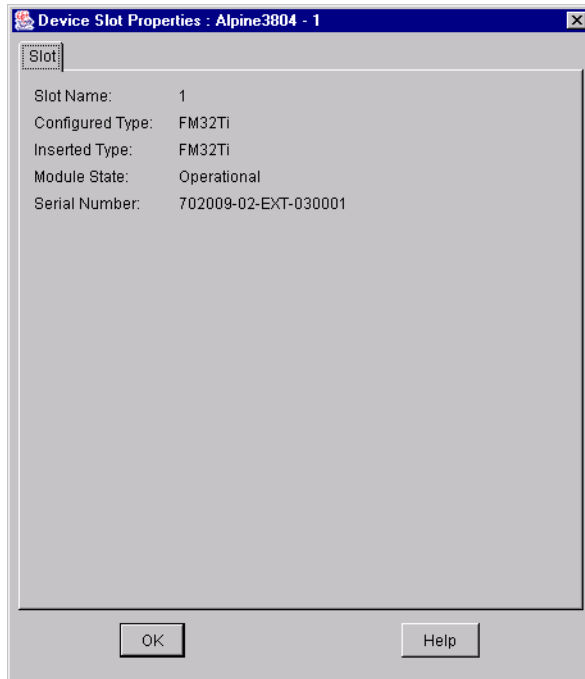 Device Slot Properties : Alpine3804 - 1
Slot
Slot Name: 1
Configured Type: FM32Ti
Inserted Type: FM32Ti
Module State: Operational
Serial Number: 702009-02-EXT-030001
OK Help